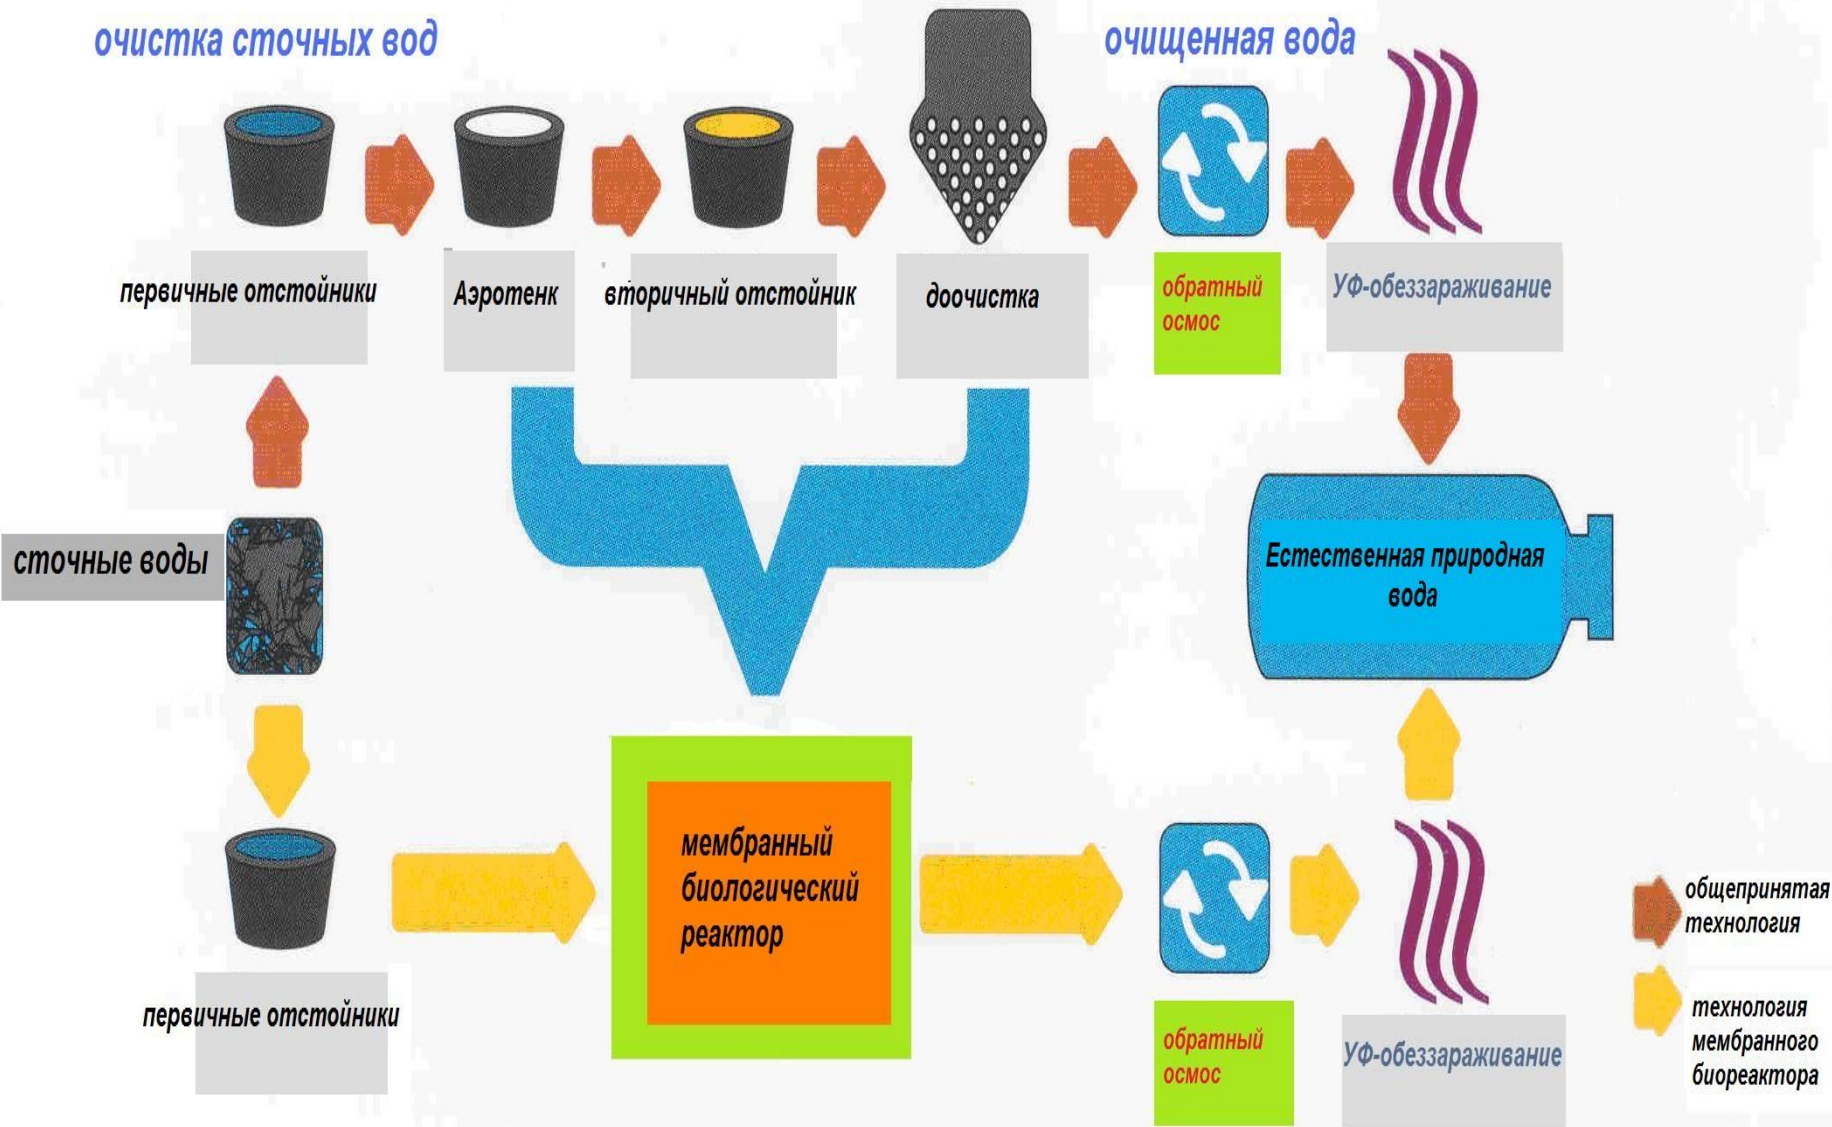 очистка сточных вод
очищенная вода
первичные отстойники
Аэротенк
вторичный отстойник
доочистка
обратный
осмос
УФ-обеззараживание
сточные воды
Естественная природная
вода
мембранный
биологический
реактор
общепринятая
технология
технология
мембранного
биореактора
первичные отстойники
обратный
осмос
УФ-обеззараживание